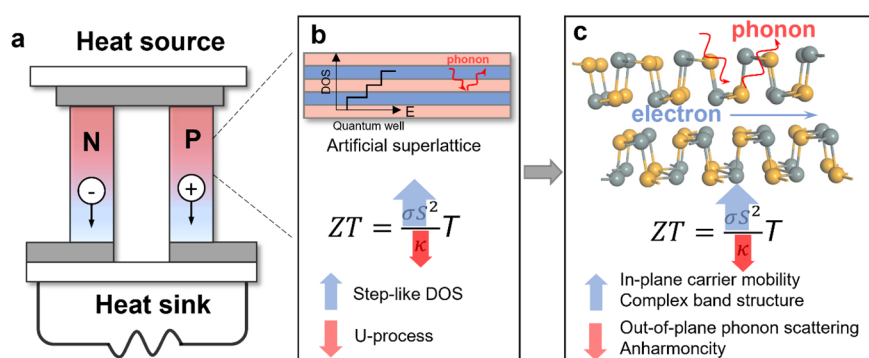 a
Heat source
N
P
-
+
Heat sink
b
DOS
phonon
E
Quantum well
Artificial superlattice
ZT = σS²/κ T
Step-like DOS
U-process
c
phonon
electron
ZT = σS²/κ T
In-plane carrier mobility
Complex band structure
Out-of-plane phonon scattering
Anharmoncity